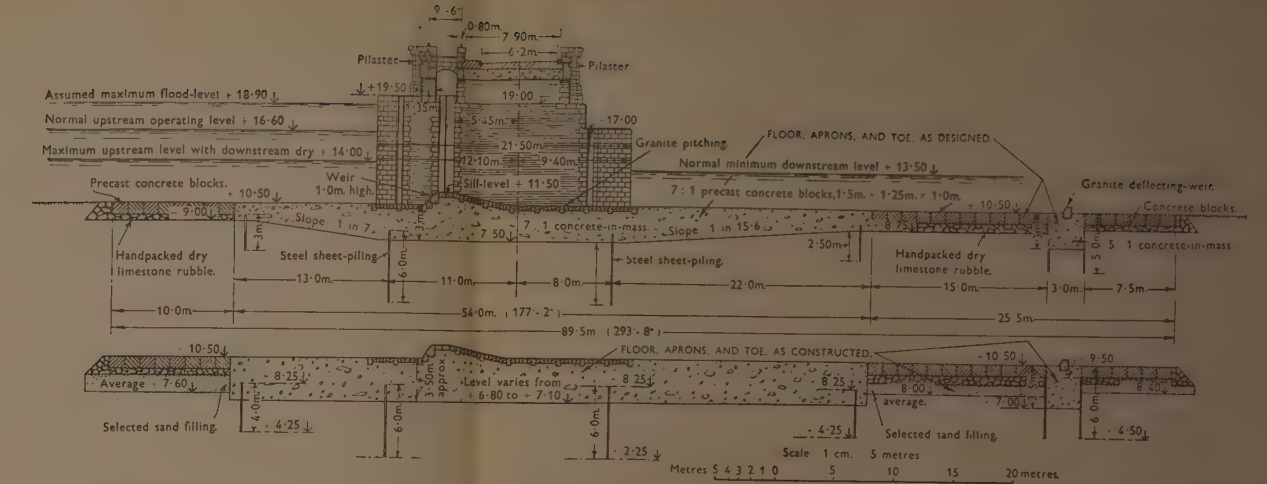 9'-6"
0·80m.
7·90m.
6·2m.
Pilaster
Pilaster
+19·50
Assumed maximum flood-level + 18·90
19·00
1·35m.
Normal upstream operating level + 16·60
5·45m.
17·00
21·50m.
Granite pitching
FLOOR, APRONS, AND TOE, AS DESIGNED.
Maximum upstream level with downstream dry + 14·00
12·10m.
9·40m.
Normal minimum downstream level + 13·50
Weir
1·0m. high.
Sill-level + 11·50
Granite deflecting-weir.
Precast concrete blocks.
+ 10·50
7 : 1 precast concrete blocks, 1·5m. × 1·25m. × 1·0m.
+ 10·50
Concrete blocks.
9·00
3m.
Slope 1 in 7
3m.
7·50
7 : 1 concrete-in-mass
Slope 1 in 15·6
8·75
2·50m.
5·0m.
5 1 concrete-in-mass
Handpacked dry
limestone rubble.
Steel sheet-piling
6·0m.
Steel sheet-piling.
Handpacked dry
limestone rubble.
13·0m.
11·0m.
8·0m.
22·0m.
15·0m.
3·0m.
7·5m.
10·0m.
54·0m. (177'- 2")
25 5m.
89·5m (293'- 8")
10·50
FLOOR, APRONS, AND TOE, AS CONSTRUCTED.
10 50
9·50
Average 7·60
8·25
3·50m.
approx
Level varies from
+ 6·80 to + 7·10
8 25
8 25
8·00
average.
7·00
8 40
Selected sand filling.
4·0m.
4·25
6·0m.
6·0m.
2·25
4·25
Selected sand filling.
6·0m.
4·50
Scale 1 cm. 5 metres
Metres 5 4 3 2 1 0 5 10 15 20 metres.